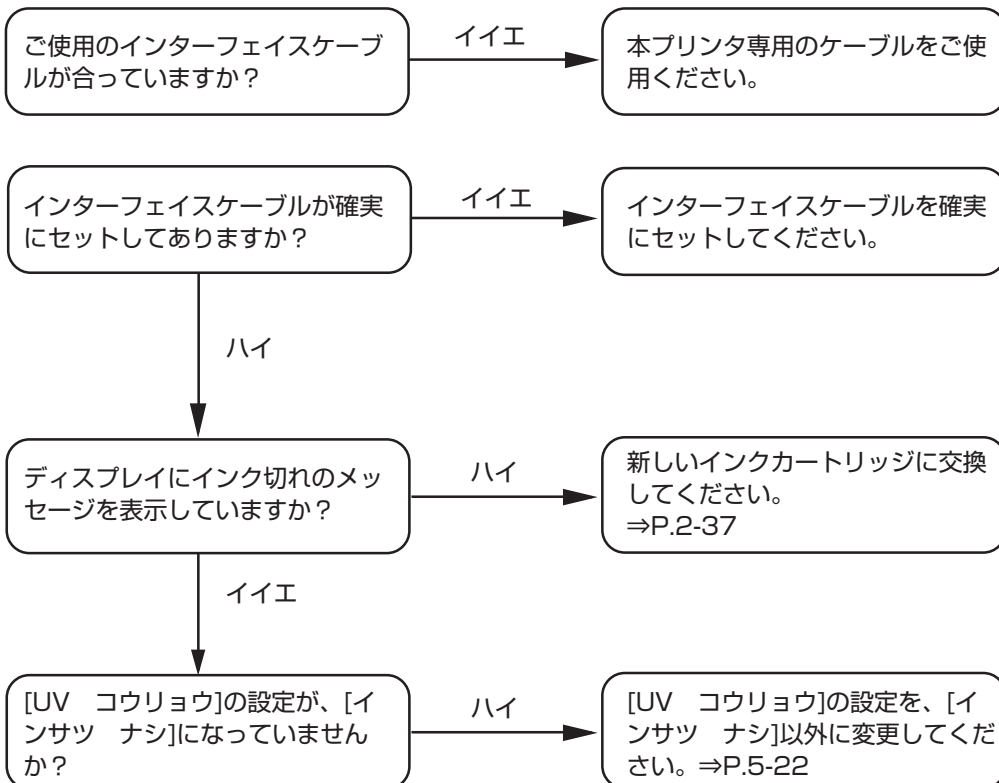 ご使用のインターフェイスケーブ
ルが合っていますか？
イイエ
本プリンタ専用のケーブルをご使
用ください。
インターフェイスケーブルが確実
にセットしてありますか？
イイエ
インターフェイスケーブルを確実
にセットしてください。
ハイ
ディスプレイにインク切れのメッ
セージを表示していますか？
ハイ
新しいインクカートリッジに交換
してください。
⇒P.2-37
イイエ
[UV　コウリョウ]の設定が、[イ
ンサツ　ナシ]になっていません
か？
ハイ
[UV　コウリョウ]の設定を、[イ
ンサツ　ナシ]以外に変更してくだ
さい。⇒P.5-22